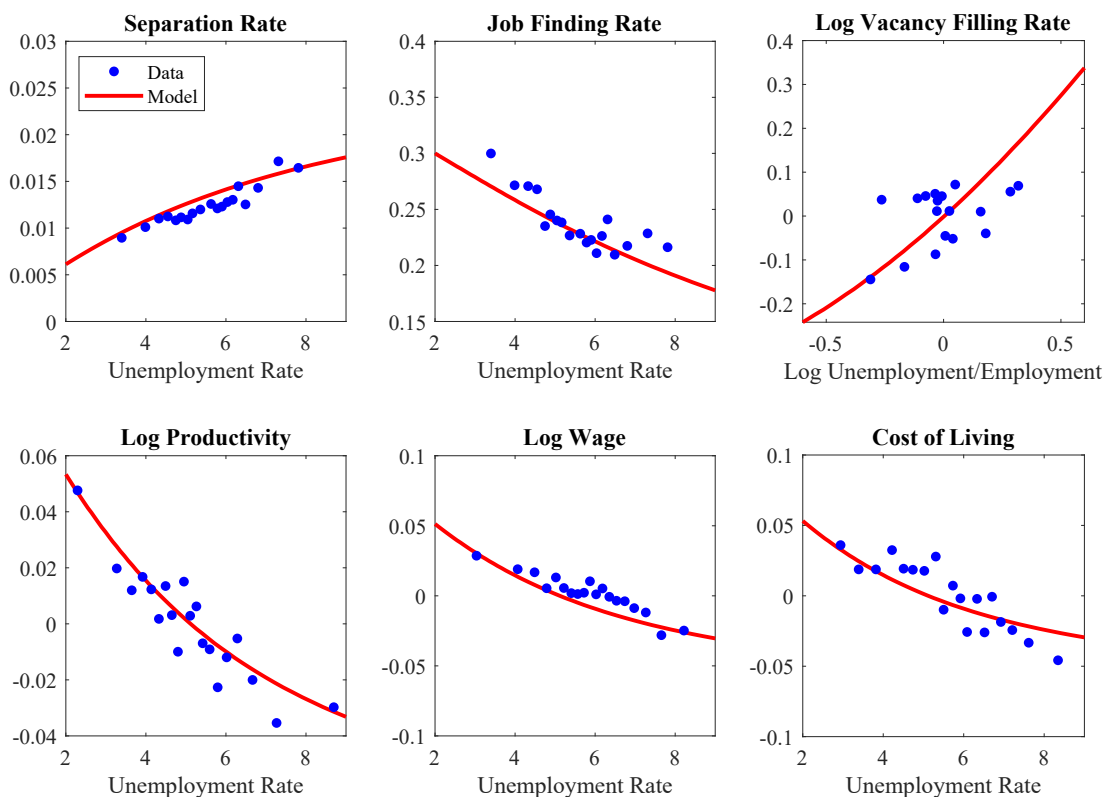 Separation Rate
0.03
0.025
0.02
0.015
0.01
0.005
0
2 4 6 8
Unemployment Rate
Data
Model
Job Finding Rate
0.4
0.35
0.3
0.25
0.2
0.15
2 4 6 8
Unemployment Rate
Log Vacancy Filling Rate
0.4
0.3
0.2
0.1
0
-0.1
-0.2
-0.5 0 0.5
Log Unemployment/Employment
Log Productivity
0.06
0.04
0.02
0
-0.02
-0.04
2 4 6 8
Unemployment Rate
Log Wage
0.1
0.05
0
-0.05
-0.1
2 4 6 8
Unemployment Rate
Cost of Living
0.1
0.05
0
-0.05
-0.1
2 4 6 8
Unemployment Rate